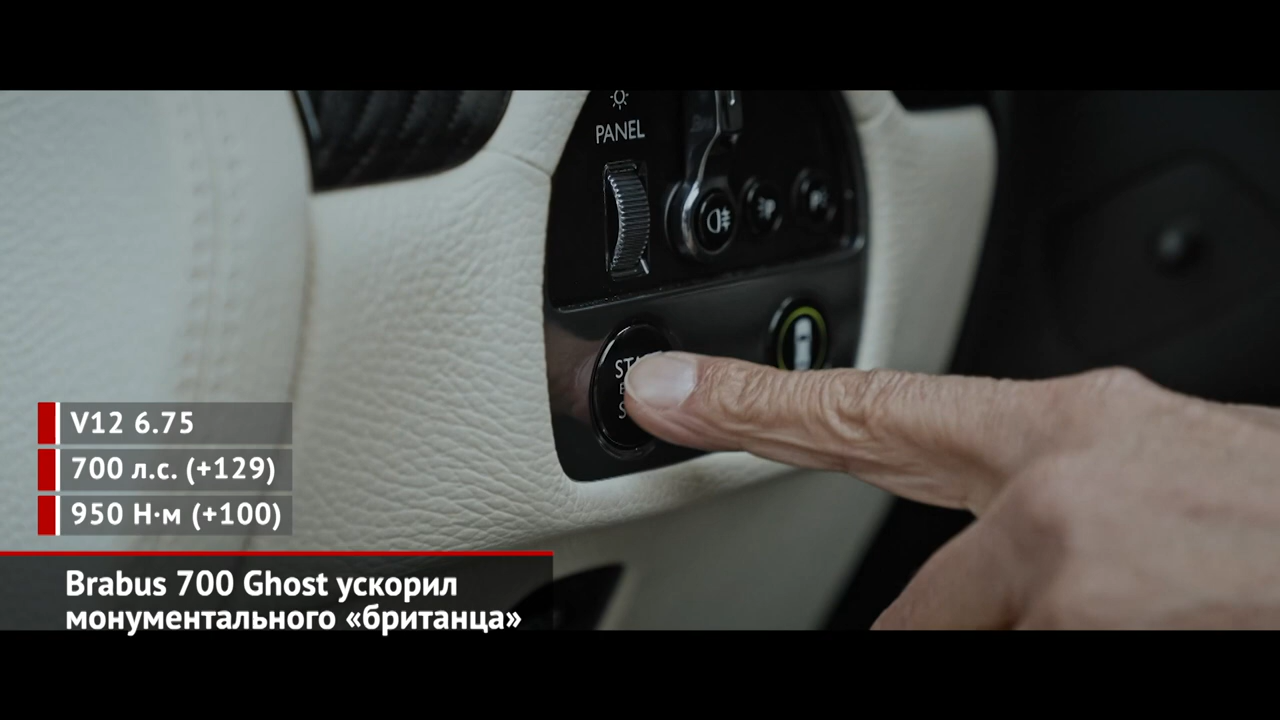 PANEL
V12 6.75
700 л.с. (+129)
950 Н·м (+100)
Brabus 700 Ghost ускорил
монументального «британца»